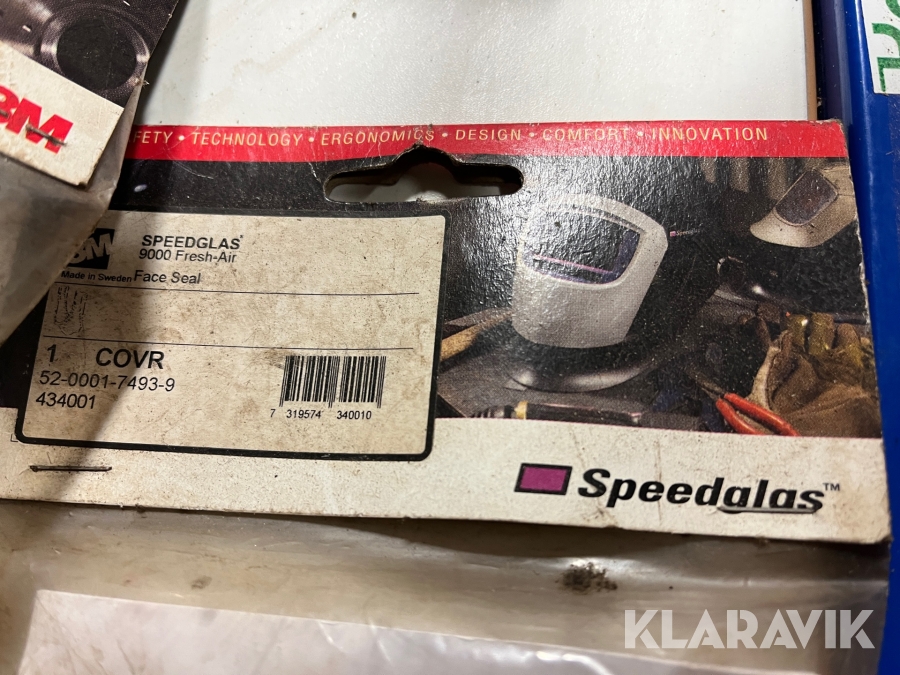 3M
FETY • TECHNOLOGY • ERGONOMICS • DESIGN • COMFORT • INNOVATION
3M
SPEEDGLAS®
9000 Fresh-Air
Made in Sweden Face Seal
1 COVR
52-0001-7493-9
434001
7 319574 340010
Speedglas™
KLARAVIK